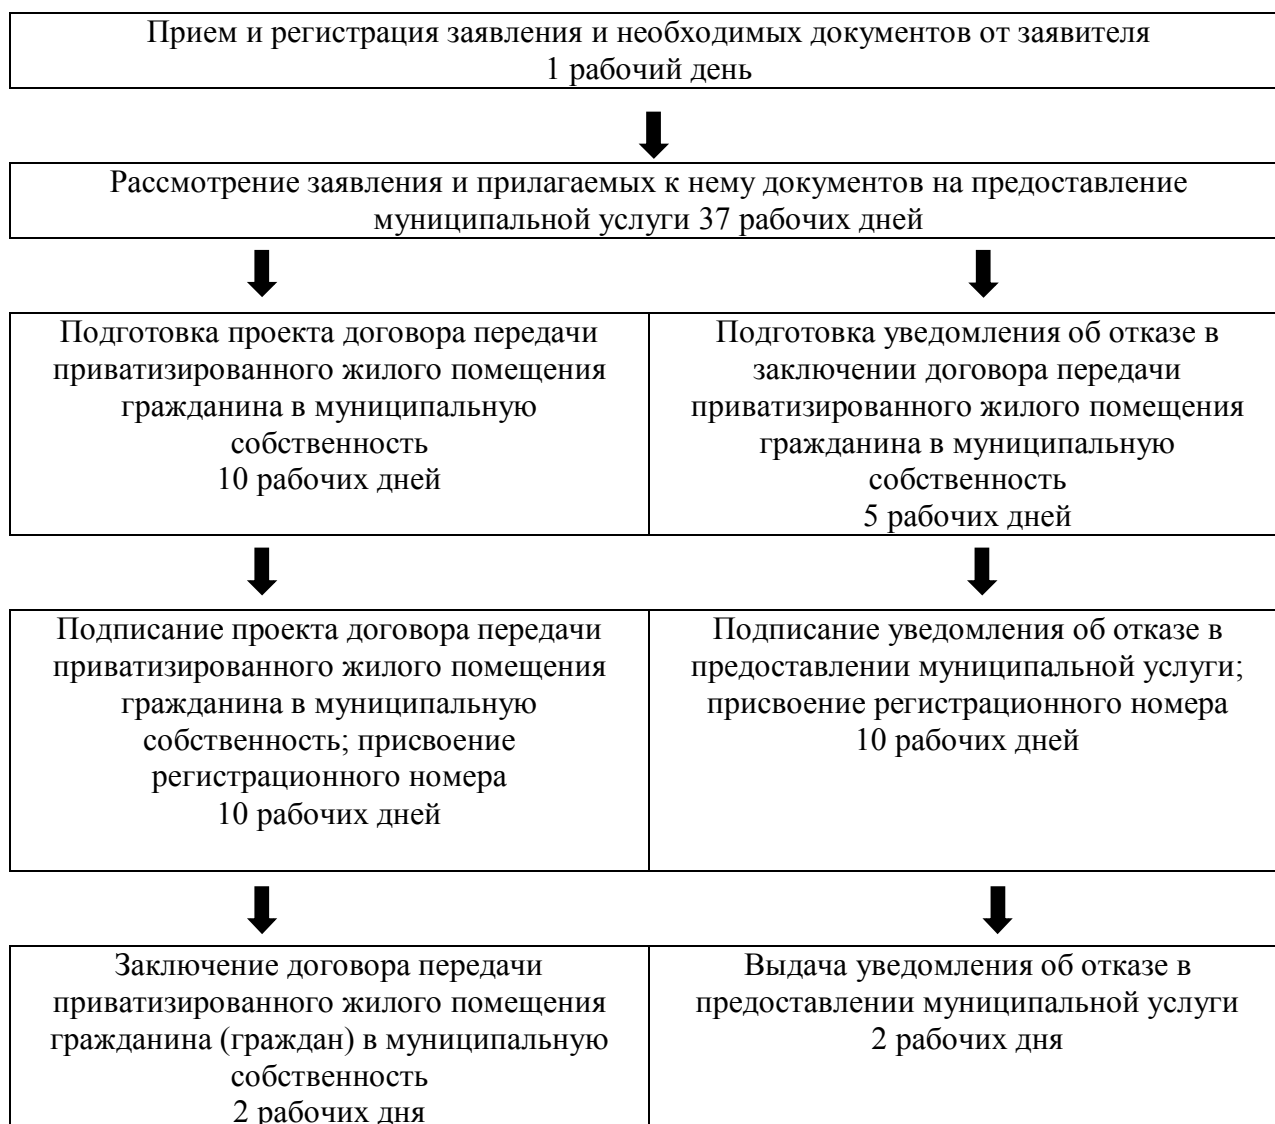 Прием и регистрация заявления и необходимых документов от заявителя
1 рабочий день
Рассмотрение заявления и прилагаемых к нему документов на предоставление
муниципальной услуги 37 рабочих дней
Подготовка проекта договора передачи
приватизированного жилого помещения
гражданина в муниципальную
собственность
10 рабочих дней
Подготовка уведомления об отказе в
заключении договора передачи
приватизированного жилого помещения
гражданина в муниципальную
собственность
5 рабочих дней
Подписание проекта договора передачи
приватизированного жилого помещения
гражданина в муниципальную
собственность; присвоение
регистрационного номера
10 рабочих дней
Подписание уведомления об отказе в
предоставлении муниципальной услуги;
присвоение регистрационного номера
10 рабочих дней
Заключение договора передачи
приватизированного жилого помещения
гражданина (граждан) в муниципальную
собственность
2 рабочих дня
Выдача уведомления об отказе в
предоставлении муниципальной услуги
2 рабочих дня